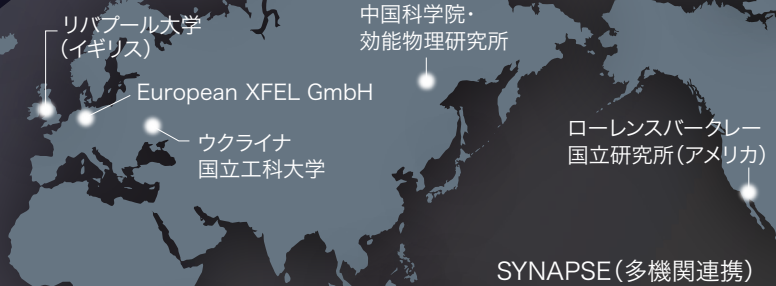 リバプール大学
（イギリス）
European XFEL GmbH
ウクライナ
国立工科大学
中国科学院・
効能物理研究所
ローレンスバークレー
国立研究所（アメリカ）
SYNAPSE（多機関連携）